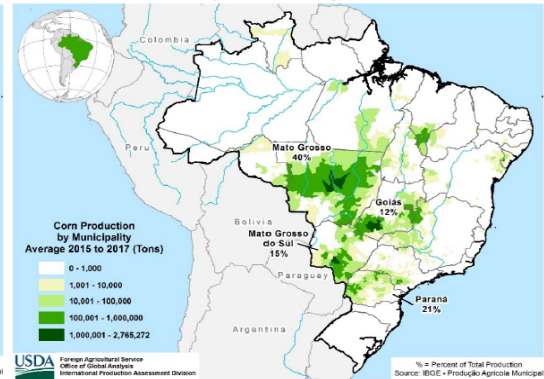 Colombia
Peru
Mato Grosso
40%
Goiás
12%
Bolivia
Mato Grosso
do Sul
15%
Paraguay
Paraná
21%
Argentina
Corn Production
by Municipality
Average 2015 to 2017 (Tons)
0 - 1,000
1,001 - 10,000
10,001 - 100,000
100,001 - 1,000,000
1,000,001 - 2,765,272
USDA
Foreign Agricultural Service
Office of Global Analysis
International Production Assessment Division
% = Percent of Total Production
Source: IBGE - Produção Agrícola Municipal